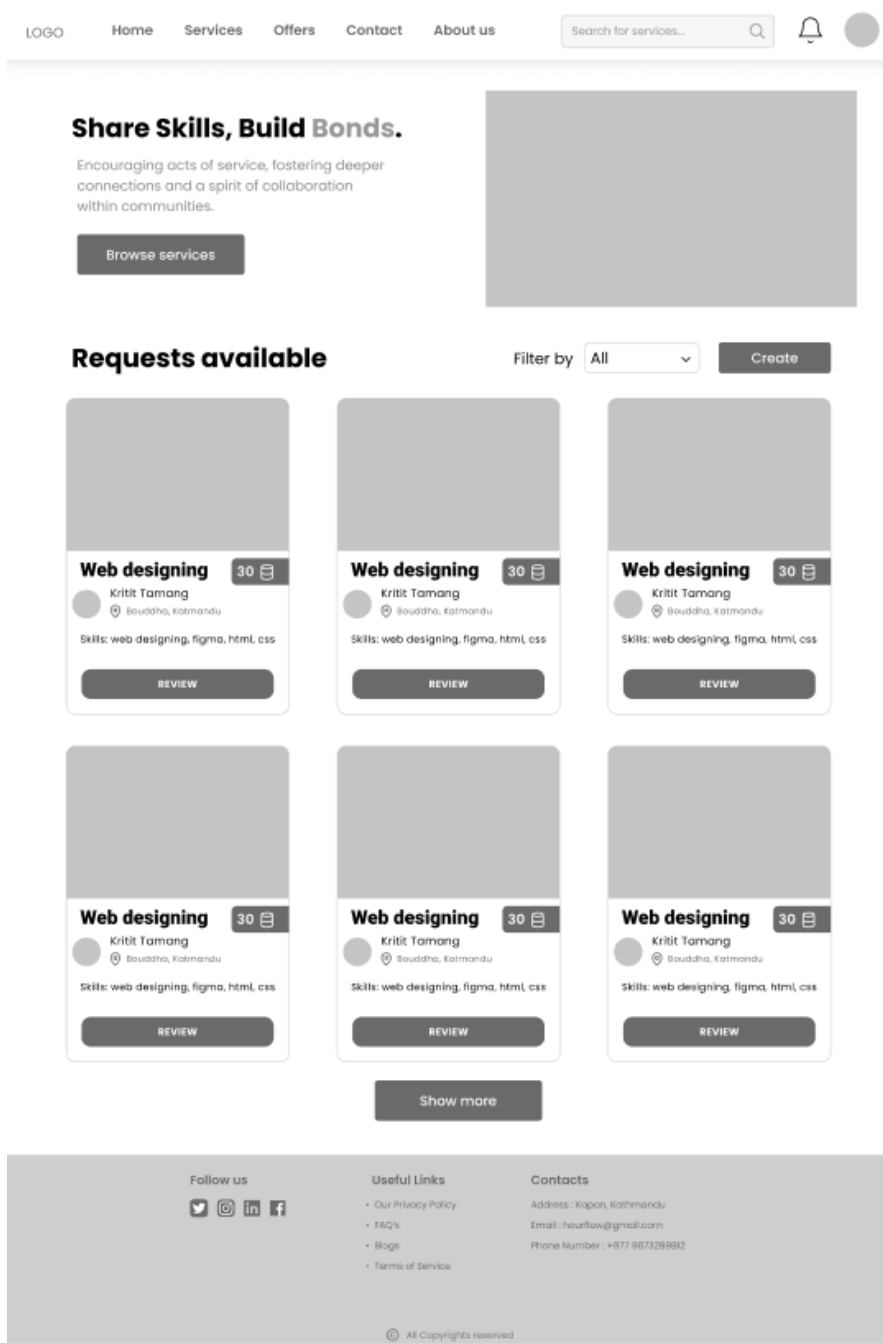 LOGO
Home
Services
Offers
Contact
About us
Search for services...
Share Skills, Build Bonds.
Encouraging acts of service, fostering deeper
connections and a spirit of collaboration
within communities.
Browse services
Requests available
Filter by
All
Create
Web designing
30
Kritit Tamang
Bouddha, Katmandu
Skills: web designing, figma, html, css
REVIEW
Web designing
30
Kritit Tamang
Bouddha, Katmandu
Skills: web designing, figma, html, css
REVIEW
Web designing
30
Kritit Tamang
Bouddha, Katmandu
Skills: web designing, figma, html, css
REVIEW
Web designing
30
Kritit Tamang
Bouddha, Katmandu
Skills: web designing, figma, html, css
REVIEW
Web designing
30
Kritit Tamang
Bouddha, Katmandu
Skills: web designing, figma, html, css
REVIEW
Web designing
30
Kritit Tamang
Bouddha, Katmandu
Skills: web designing, figma, html, css
REVIEW
Show more
Follow us
Useful Links
• Our Privacy Policy
• FAQ's
• Blogs
• Terms of Service
Contacts
Address : Kapan, Kathmandu
Email : hourflow@gmail.com
Phone Number : +977 9873289812
© All Copyrights reserved